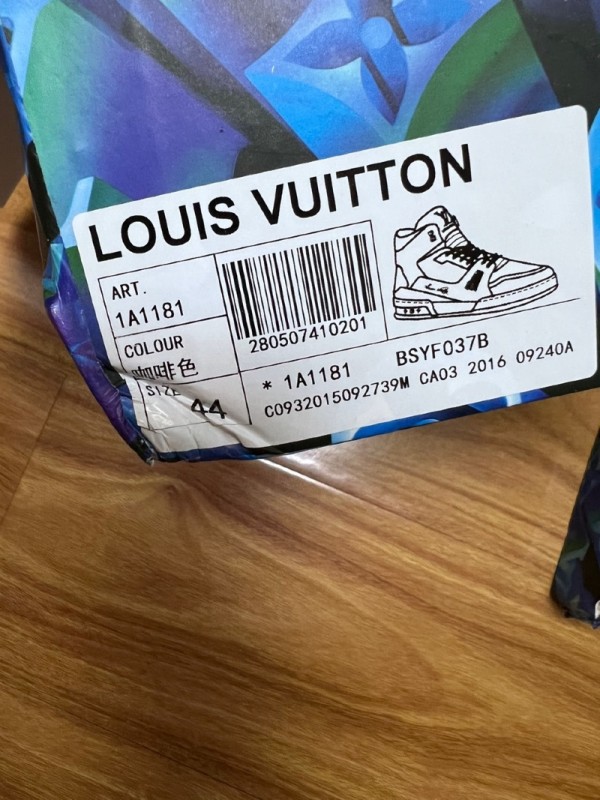 LOUIS VUITTON
ART.
1A1181
COLOUR
咖啡色
SIZE
44
280507410201
* 1A1181 BSYF037B
C0932015092739M CA03 2016 09240A